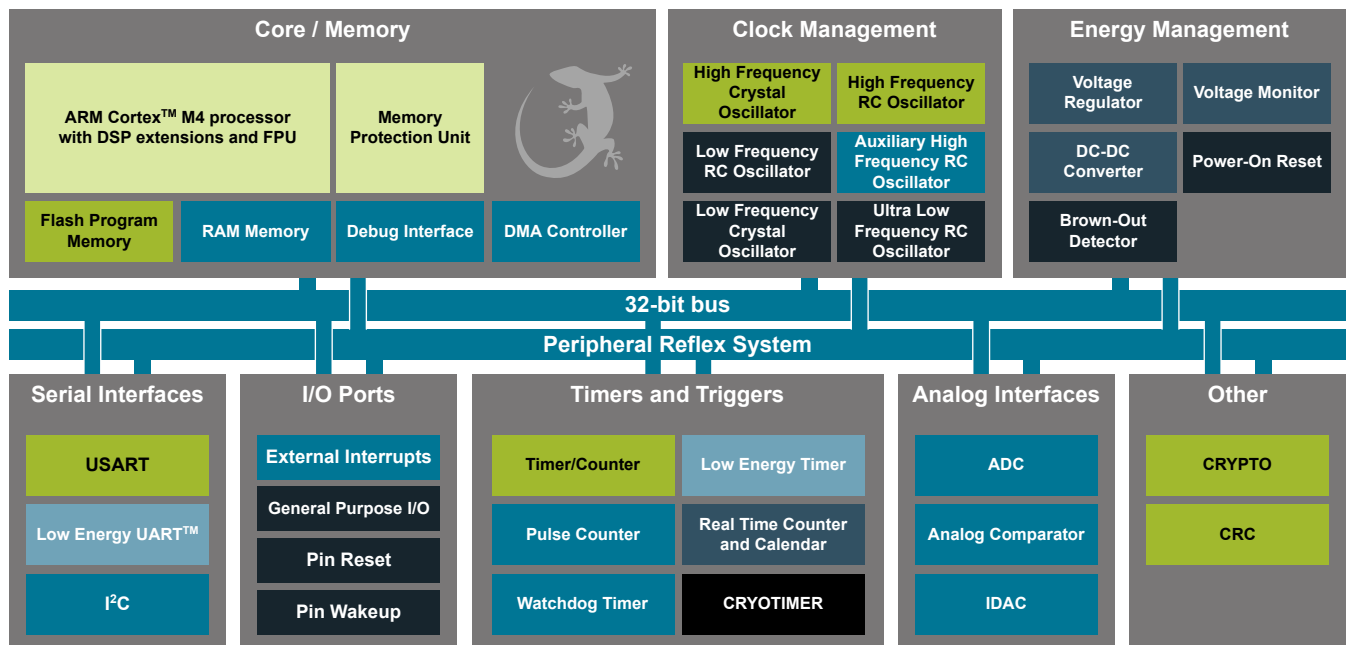 Core / Memory
ARM Cortex™ M4 processor
with DSP extensions and FPU
Memory
Protection Unit
Flash Program
Memory
RAM Memory
Debug Interface
DMA Controller
Clock Management
High Frequency
Crystal
Oscillator
High Frequency
RC Oscillator
Low Frequency
RC Oscillator
Auxiliary High
Frequency RC
Oscillator
Low Frequency
Crystal
Oscillator
Ultra Low
Frequency RC
Oscillator
Energy Management
Voltage
Regulator
Voltage Monitor
DC-DC
Converter
Power-On Reset
Brown-Out
Detector
32-bit bus
Peripheral Reflex System
Serial Interfaces
USART
Low Energy UART™
I²C
I/O Ports
External Interrupts
General Purpose I/O
Pin Reset
Pin Wakeup
Timers and Triggers
Timer/Counter
Low Energy Timer
Pulse Counter
Real Time Counter
and Calendar
Watchdog Timer
CRYOTIMER
Analog Interfaces
ADC
Analog Comparator
IDAC
Other
CRYPTO
CRC